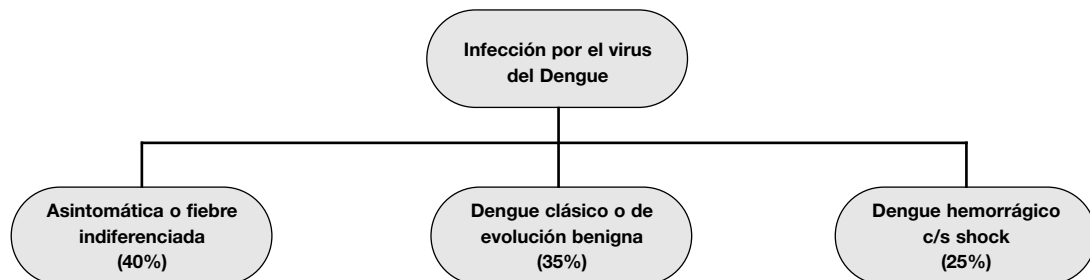 Infección por el virus
del Dengue
Asintomática o fiebre
indiferenciada
(40%)
Dengue clásico o de
evolución benigna
(35%)
Dengue hemorrágico
c/s shock
(25%)